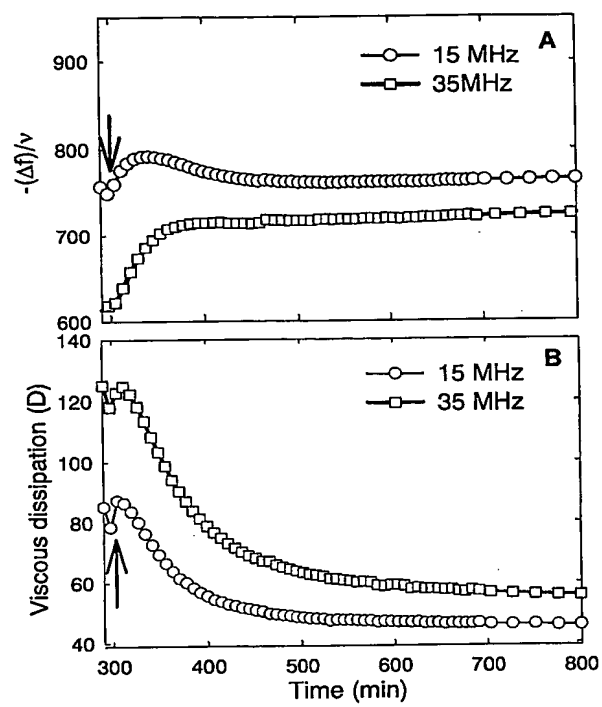 A
15 MHz
35MHz
900
800
700
600
-(Δf)/ν
B
15 MHz
35 MHz
140
120
100
80
60
40
Viscous dissipation (D)
300 400 500 600 700 800
Time (min)